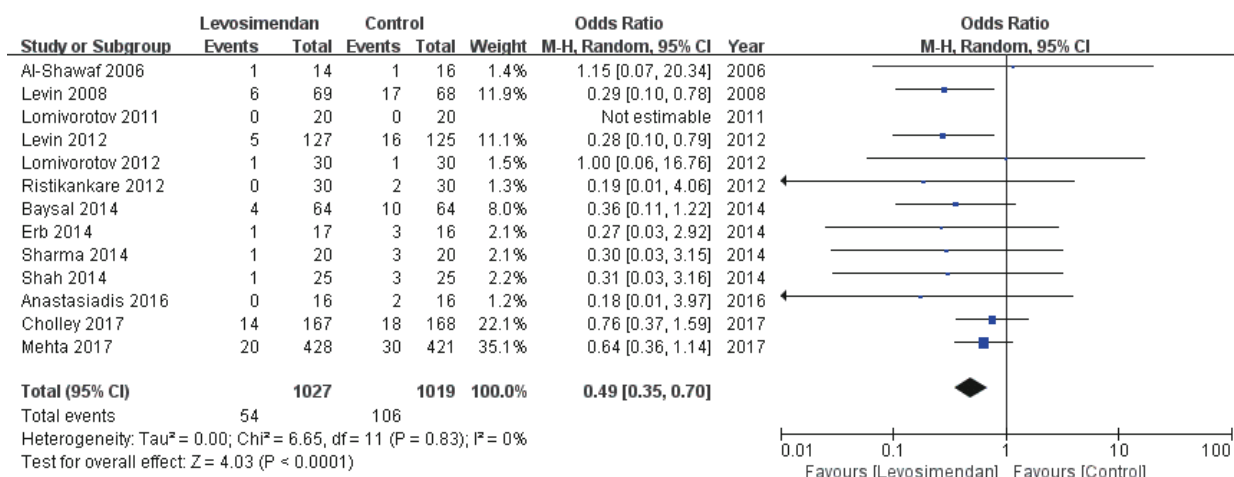 Levosimendan Control Odds Ratio Odds Ratio
Study or Subgroup Events Total Events Total Weight M-H, Random, 95% CI Year M-H, Random, 95% CI
Al-Shawaf 2006 1 14 1 16 1.4% 1.15 [0.07, 20.34] 2006
Levin 2008 6 69 17 68 11.9% 0.29 [0.10, 0.78] 2008
Lomivorotov 2011 0 20 0 20 Not estimable 2011
Levin 2012 5 127 16 125 11.1% 0.28 [0.10, 0.79] 2012
Lomivorotov 2012 1 30 1 30 1.5% 1.00 [0.06, 16.76] 2012
Ristikankare 2012 0 30 2 30 1.3% 0.19 [0.01, 4.06] 2012
Baysal 2014 4 64 10 64 8.0% 0.36 [0.11, 1.22] 2014
Erb 2014 1 17 3 16 2.1% 0.27 [0.03, 2.92] 2014
Sharma 2014 1 20 3 20 2.1% 0.30 [0.03, 3.15] 2014
Shah 2014 1 25 3 25 2.2% 0.31 [0.03, 3.16] 2014
Anastasiadis 2016 0 16 2 16 1.2% 0.18 [0.01, 3.97] 2016
Cholley 2017 14 167 18 168 22.1% 0.76 [0.37, 1.59] 2017
Mehta 2017 20 428 30 421 35.1% 0.64 [0.36, 1.14] 2017
Total (95% CI) 1027 1019 100.0% 0.49 [0.35, 0.70]
Total events 54 106
Heterogeneity: Tau² = 0.00; Chi² = 6.65, df = 11 (P = 0.83); I² = 0%
Test for overall effect: Z = 4.03 (P < 0.0001)
0.01 0.1 1 10 100
Favours [Levosimendan] Favours [Control]